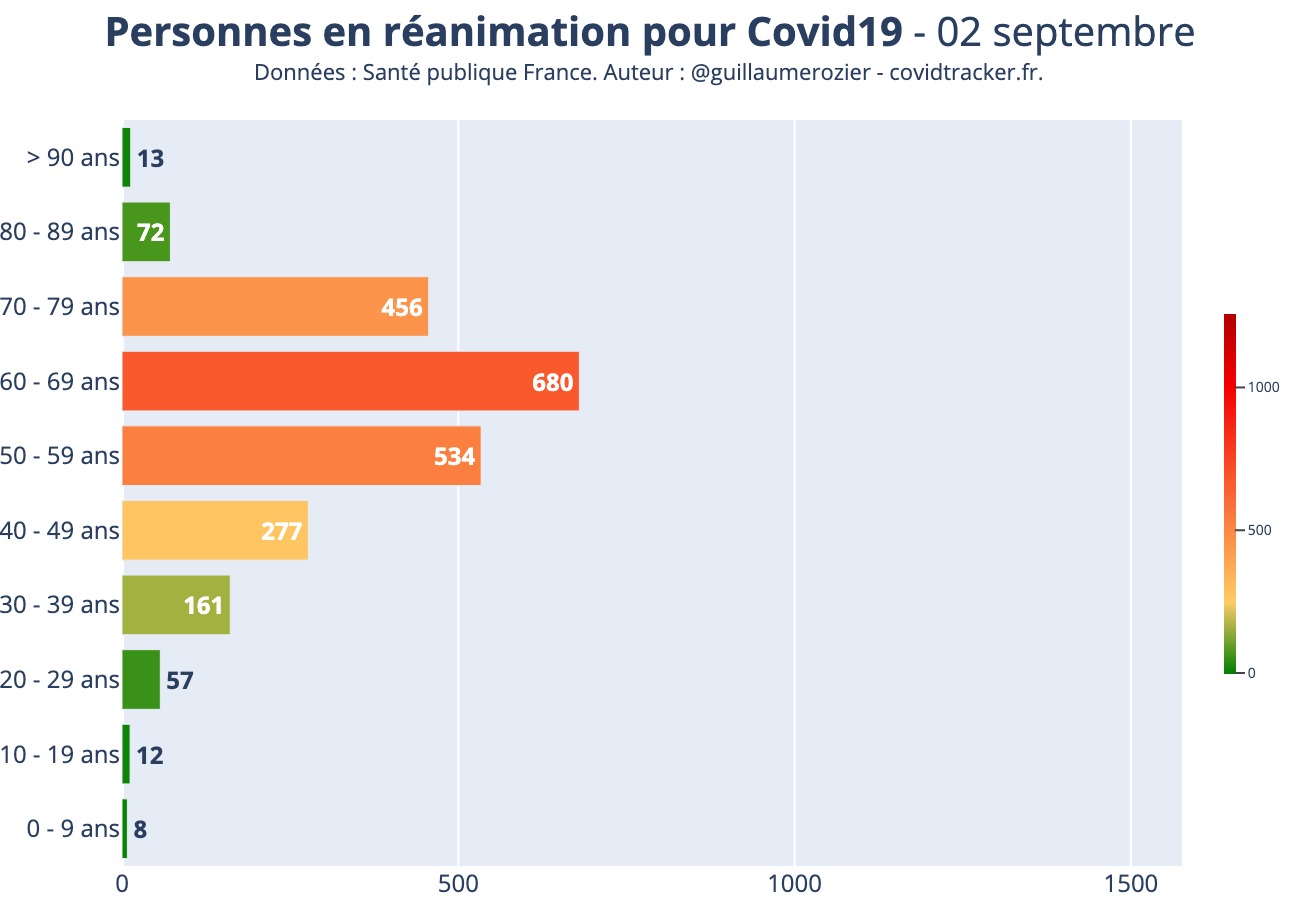 Personnes en réanimation pour Covid19 - 02 septembre
Données : Santé publique France. Auteur : @guillaumerozier - covidtracker.fr.
> 90 ans 13
80 - 89 ans 72
70 - 79 ans 456
60 - 69 ans 680
50 - 59 ans 534
40 - 49 ans 277
30 - 39 ans 161
20 - 29 ans 57
10 - 19 ans 12
0 - 9 ans 8
0 500 1000 1500
1000
500
0